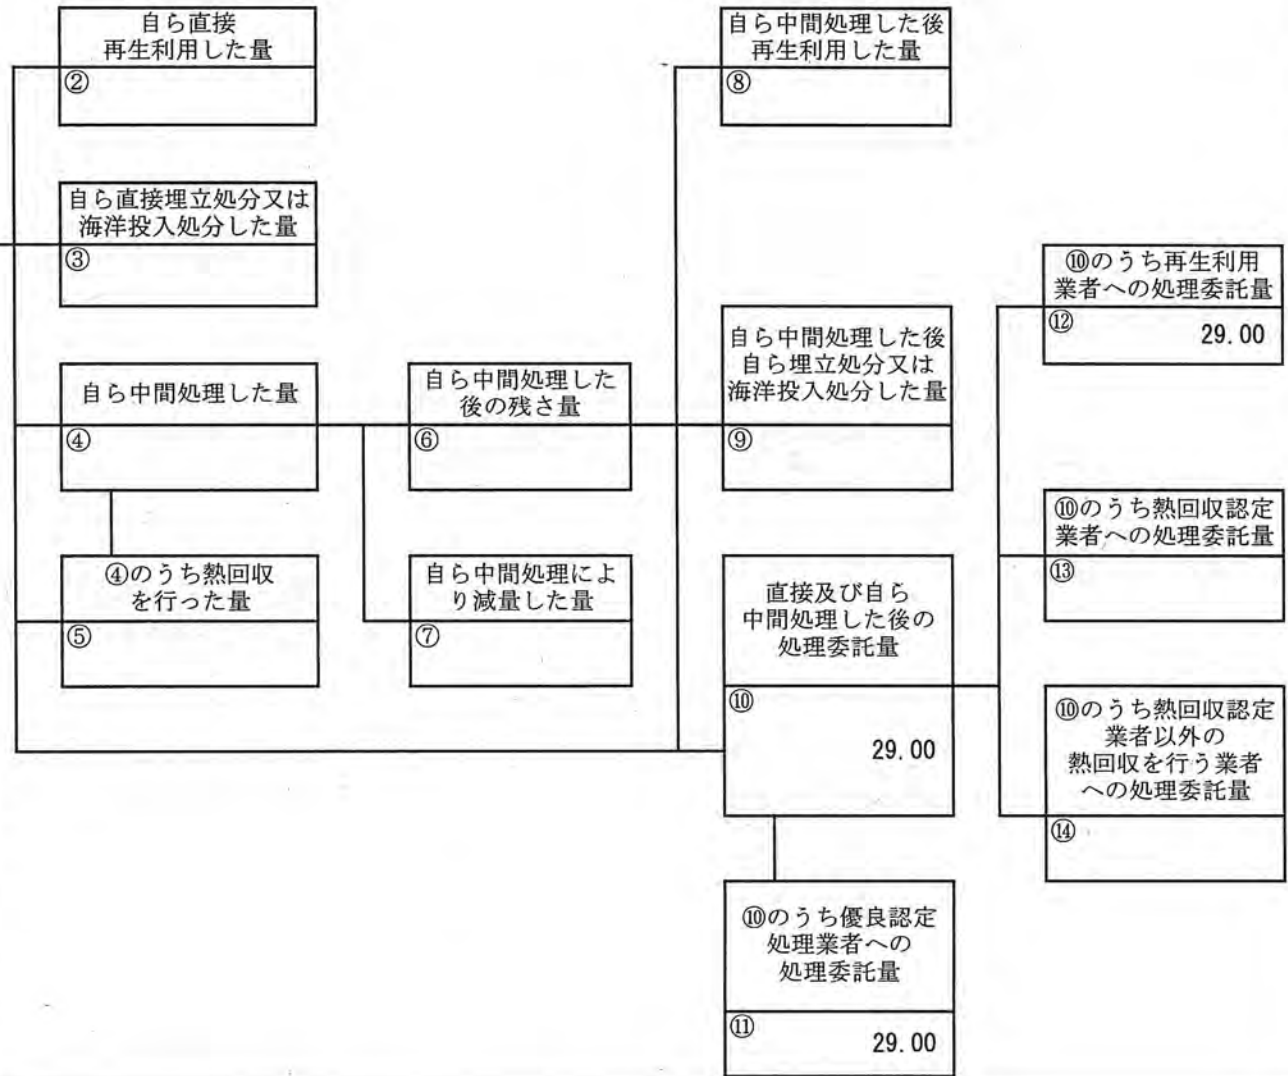 自ら直接
再生利用した量
②
自ら直接埋立処分又は
海洋投入処分した量
③
自ら中間処理した量
④
④のうち熱回収
を行った量
⑤
自ら中間処理した
後の残さ量
⑥
自ら中間処理によ
り減量した量
⑦
自ら中間処理した後
再生利用した量
⑧
自ら中間処理した後
自ら埋立処分又は
海洋投入処分した量
⑨
直接及び自ら
中間処理した後の
処理委託量
⑩
29.00
⑩のうち優良認定
処理業者への
処理委託量
⑪
29.00
⑩のうち再生利用
業者への処理委託量
⑫
29.00
⑩のうち熱回収認定
業者への処理委託量
⑬
⑩のうち熱回収認定
業者以外の
熱回収を行う業者
への処理委託量
⑭